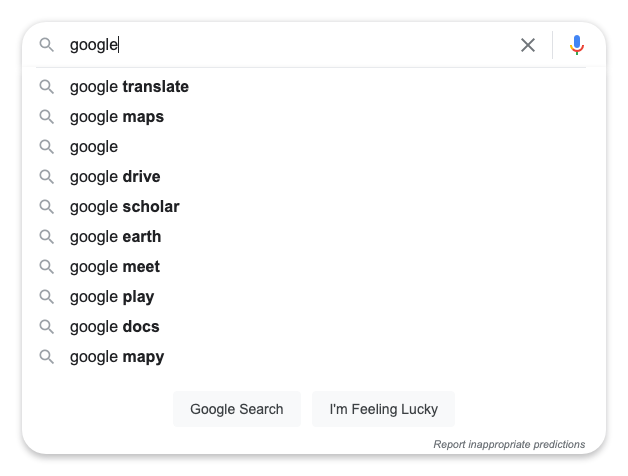 google
google translate
google maps
google
google drive
google scholar
google earth
google meet
google play
google docs
google mapy
Google Search I'm Feeling Lucky
Report inappropriate predictions